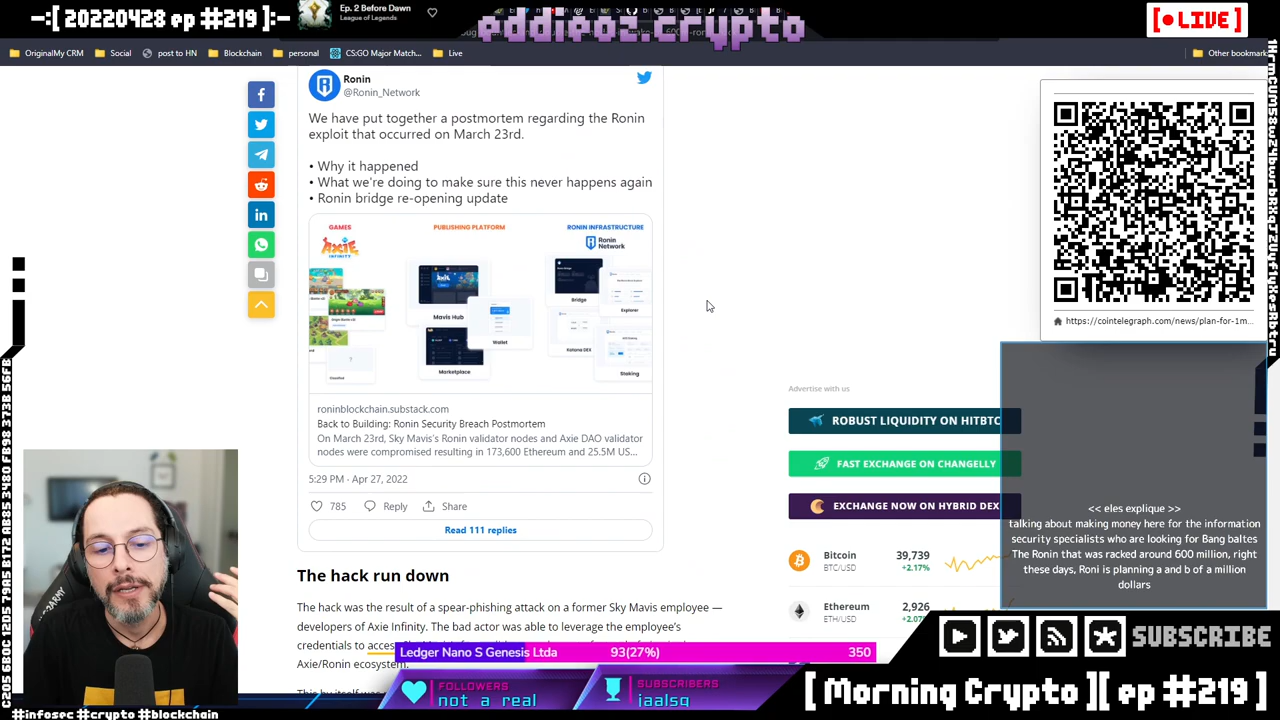 -:[ 20220428 ep #219 ]:-
Ep. 2 Before Dawn
League of Legends
eddieoz.crypto
[ • LIVE ]
OriginalMy CRM
Social
post to HN
Blockchain
personal
CS:GO Major Match...
Live
Other bookmark
Ronin
@Ronin_Network
We have put together a postmortem regarding the Ronin
exploit that occurred on March 23rd.
• Why it happened
• What we're doing to make sure this never happens again
• Ronin bridge re-opening update
GAMES
PUBLISHING PLATFORM
RONIN INFRASTRUCTURE
Ronin
Network
Mavis Hub
Wallet
Marketplace
Bridge
Explorer
Katana DEX
Staking
roninblockchain.substack.com
Back to Building: Ronin Security Breach Postmortem
On March 23rd, Sky Mavis's Ronin validator nodes and Axie DAO validator
nodes were compromised resulting in 173,600 Ethereum and 25.5M US...
5:29 PM · Apr 27, 2022
785
Reply
Share
Read 111 replies
The hack run down
The hack was the result of a spear-phishing attack on a former Sky Mavis employee —
developers of Axie Infinity. The bad actor was able to leverage the employee's
credentials to
Axie/Ronin ecosystem.
https://cointelegraph.com/news/plan-for-1m...
Advertise with us
ROBUST LIQUIDITY ON HITBTC
FAST EXCHANGE ON CHANGELLY
EXCHANGE NOW ON HYBRID DEX
Bitcoin
BTC/USD
39,739
+2.17%
Ethereum
ETH/USD
2,926
<< eles explique >>
talking about making money here for the information
security specialists who are looking for Bang baltes
The Ronin that was racked around 600 million, right
these days, Roni is planning a and b of a million
dollars
Ledger Nano S Genesis Ltda
93(27%)
350
FOLLOWERS
not a real
SUBSCRIBERS
iaalsg
SUBSCRIBE
[ Morning Crypto ][ ep #219 ]
#infosec #crypto #blockchain